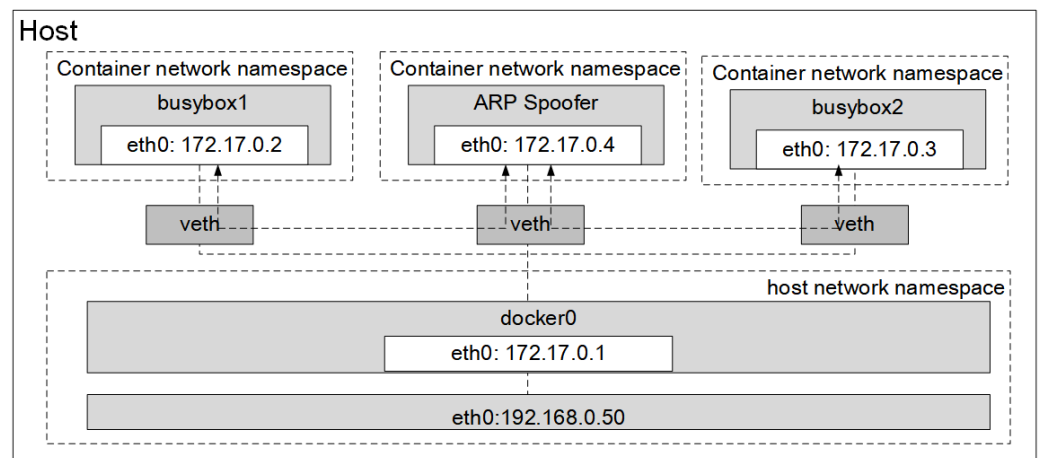 Host
Container network namespace
busybox1
eth0: 172.17.0.2
Container network namespace
ARP Spoofer
eth0: 172.17.0.4
Container network namespace
busybox2
eth0: 172.17.0.3
veth
veth
veth
host network namespace
docker0
eth0: 172.17.0.1
eth0:192.168.0.50